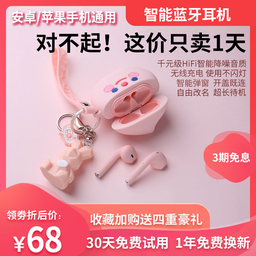 安卓/苹果手机通用
智能蓝牙耳机
对不起！这价只卖1天
千元级HiFi智能降噪音质
无线充电 使用不闪灯
智能弹窗 开盖既连
自由改名 超长待机
3期免息
领券折后价
￥68
收藏加购送四重豪礼
30天免费试用 1年免费换新